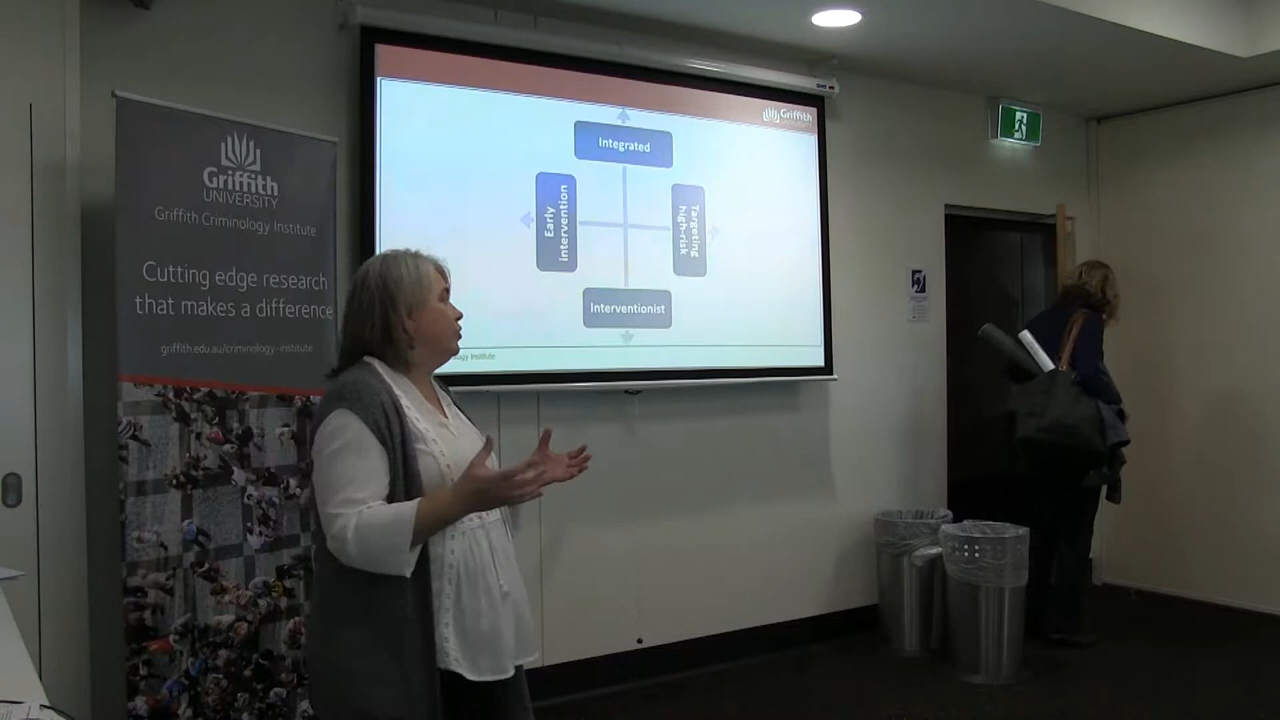 Griffith
UNIVERSITY
Griffith Criminology Institute
Cutting edge research
that makes a difference
griffith.edu.au/criminology-institute
Griffith
UNIVERSITY
Integrated
Early
intervention
Targeting
high-risk
Interventionist
Institute